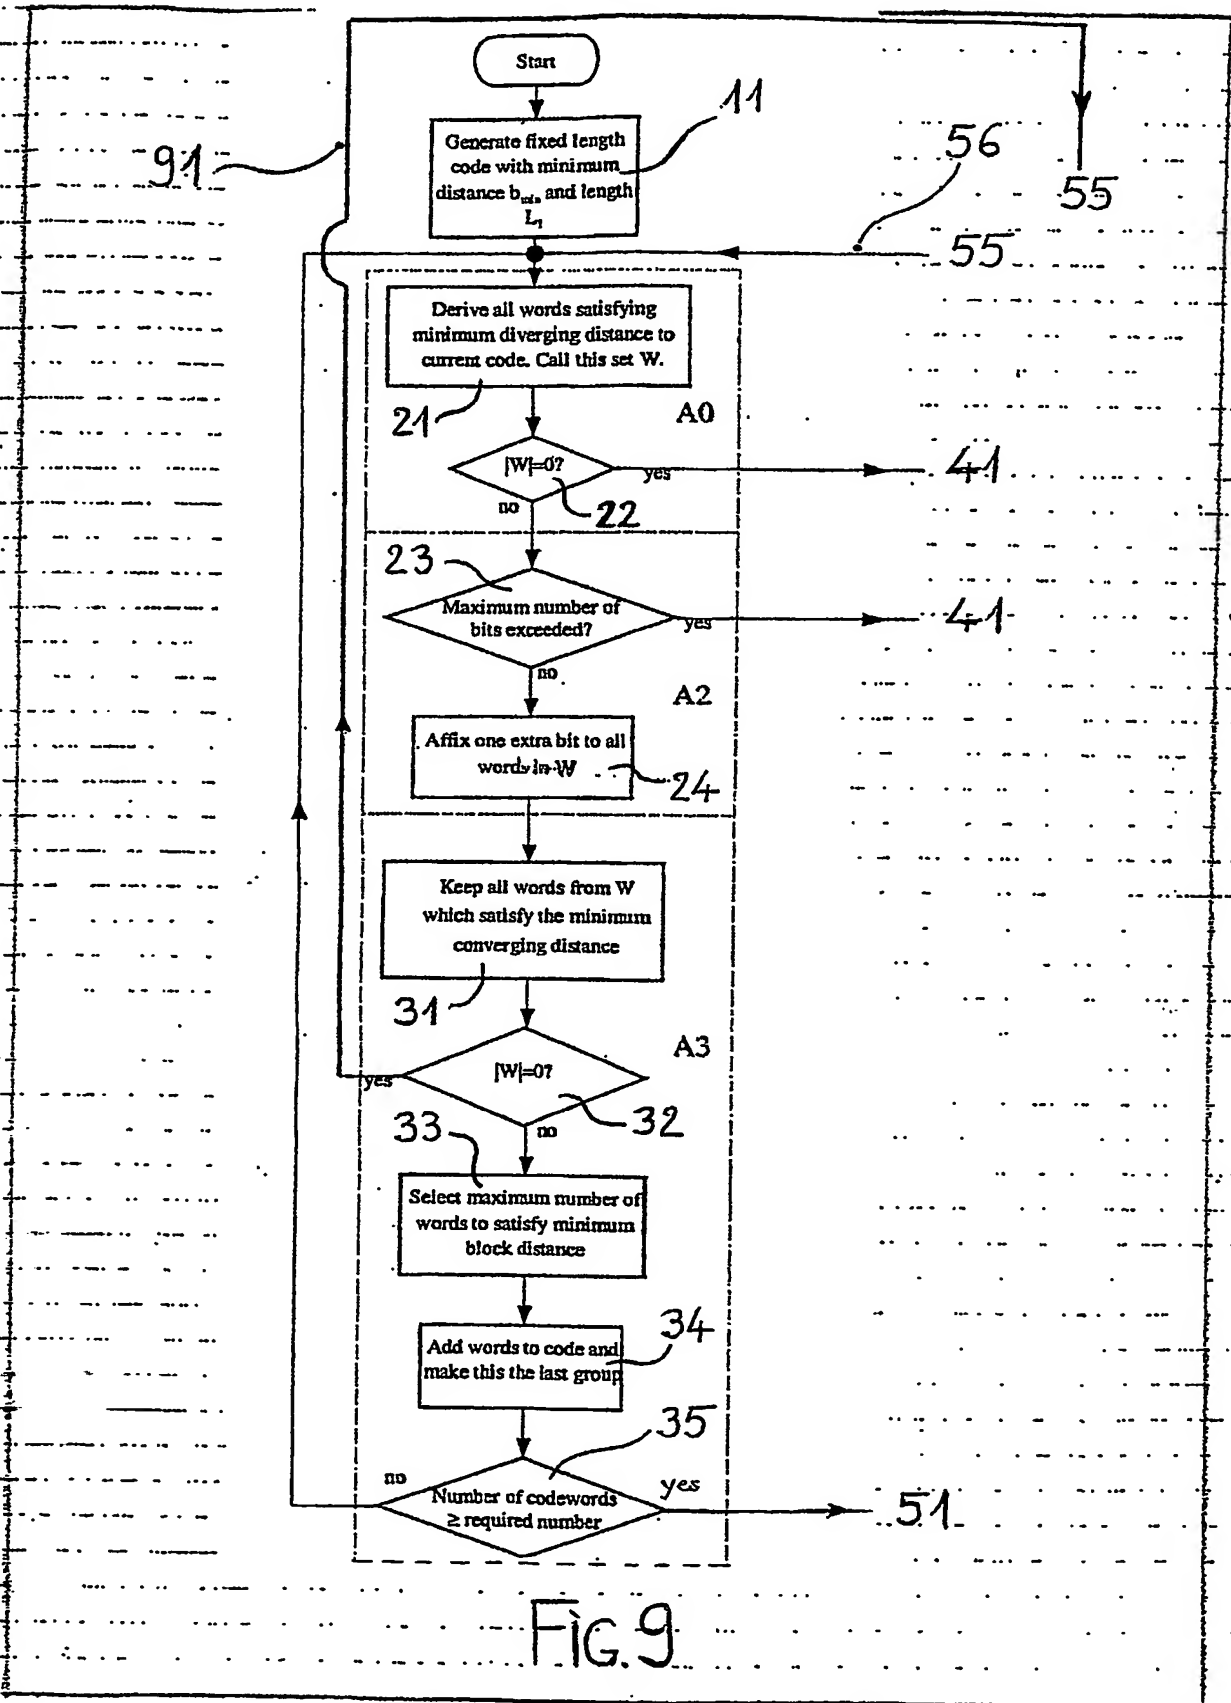 Start
11
Generate fixed length
code with minimum
distance b_min and length
L1
91
56
55
55
Derive all words satisfying
minimum diverging distance to
current code. Call this set W.
21
A0
|W|=0?
yes
41
no
22
23
Maximum number of
bits exceeded?
yes
41
no
A2
Affix one extra bit to all
words in W
24
Keep all words from W
which satisfy the minimum
converging distance
31
A3
|W|=0?
yes
32
33
no
Select maximum number of
words to satisfy minimum
block distance
34
Add words to code and
make this the last group
35
no
yes
Number of codewords
≥ required number
51
FIG. 9